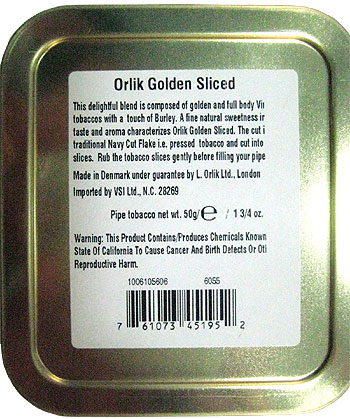 Orlik Golden Sliced
This delightful blend is composed of golden and full body Vir
tobaccos with a touch of Burley. A fine natural sweetness in
taste and aroma characterizes Orlik Golden Sliced. The cut i
traditional Navy Cut Flake i.e. pressed tobacco and cut into
slices. Rub the tobacco slices gently before filling your pipe
Made in Denmark under guarantee by L. Orlik Ltd., London
Imported by VSI Ltd., N.C. 28269
Pipe tobacco net wt. 50g/℮ / 1 3/4 oz.
Warning: This Product Contains/Produces Chemicals Known
State Of California To Cause Cancer And Birth Defects Or Oth
Reproductive Harm.
1006105606 6055
7 61073 45195 2